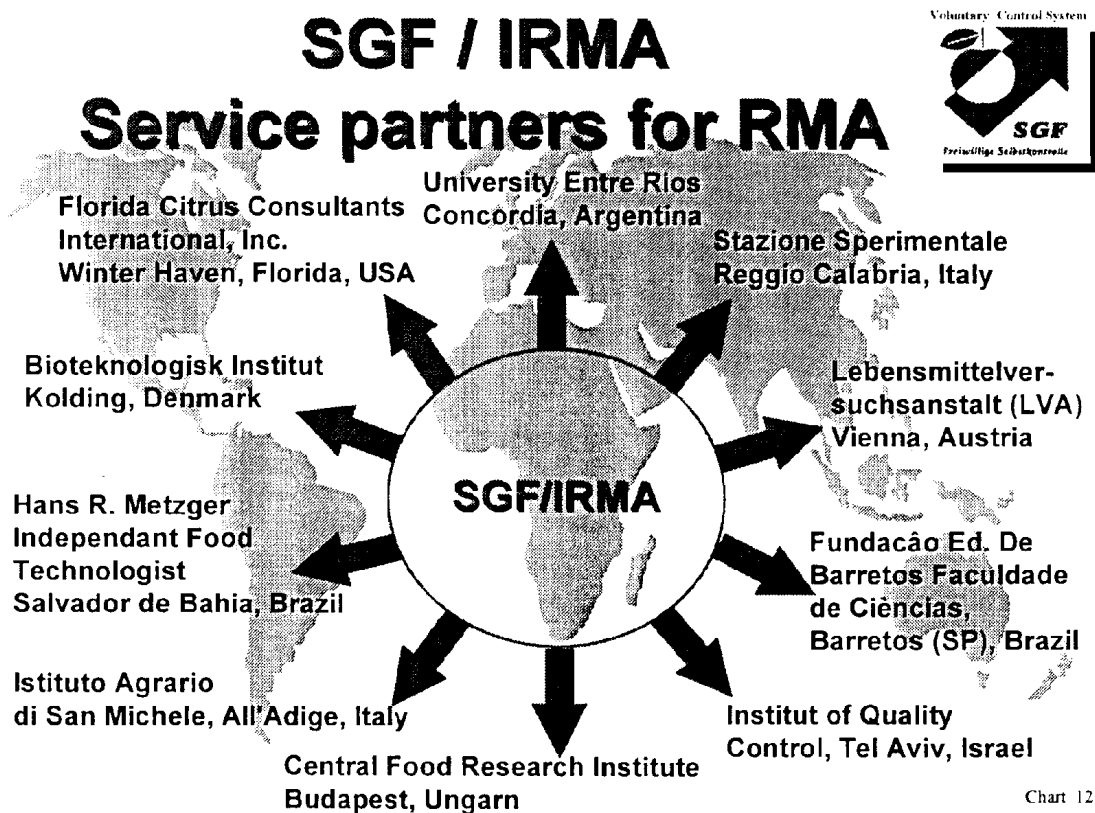 SGF / IRMA
Service partners for RMA
Voluntary Control System
SGF
Freiwillige Selbstkontrolle
University Entre Rios
Concordia, Argentina
Florida Citrus Consultants
International, Inc.
Winter Haven, Florida, USA
Stazione Sperimentale
Reggio Calabria, Italy
Bioteknologisk Institut
Kolding, Denmark
Lebensmittelver-
suchsanstalt (LVA)
Vienna, Austria
SGF/IRMA
Hans R. Metzger
Independant Food
Technologist
Salvador de Bahia, Brazil
Fundacâo Ed. De
Barretos Faculdade
de Ciències,
Barretos (SP), Brazil
Istituto Agrario
di San Michele, All'Adige, Italy
Institut of Quality
Control, Tel Aviv, Israel
Central Food Research Institute
Budapest, Ungarn
Chart 12